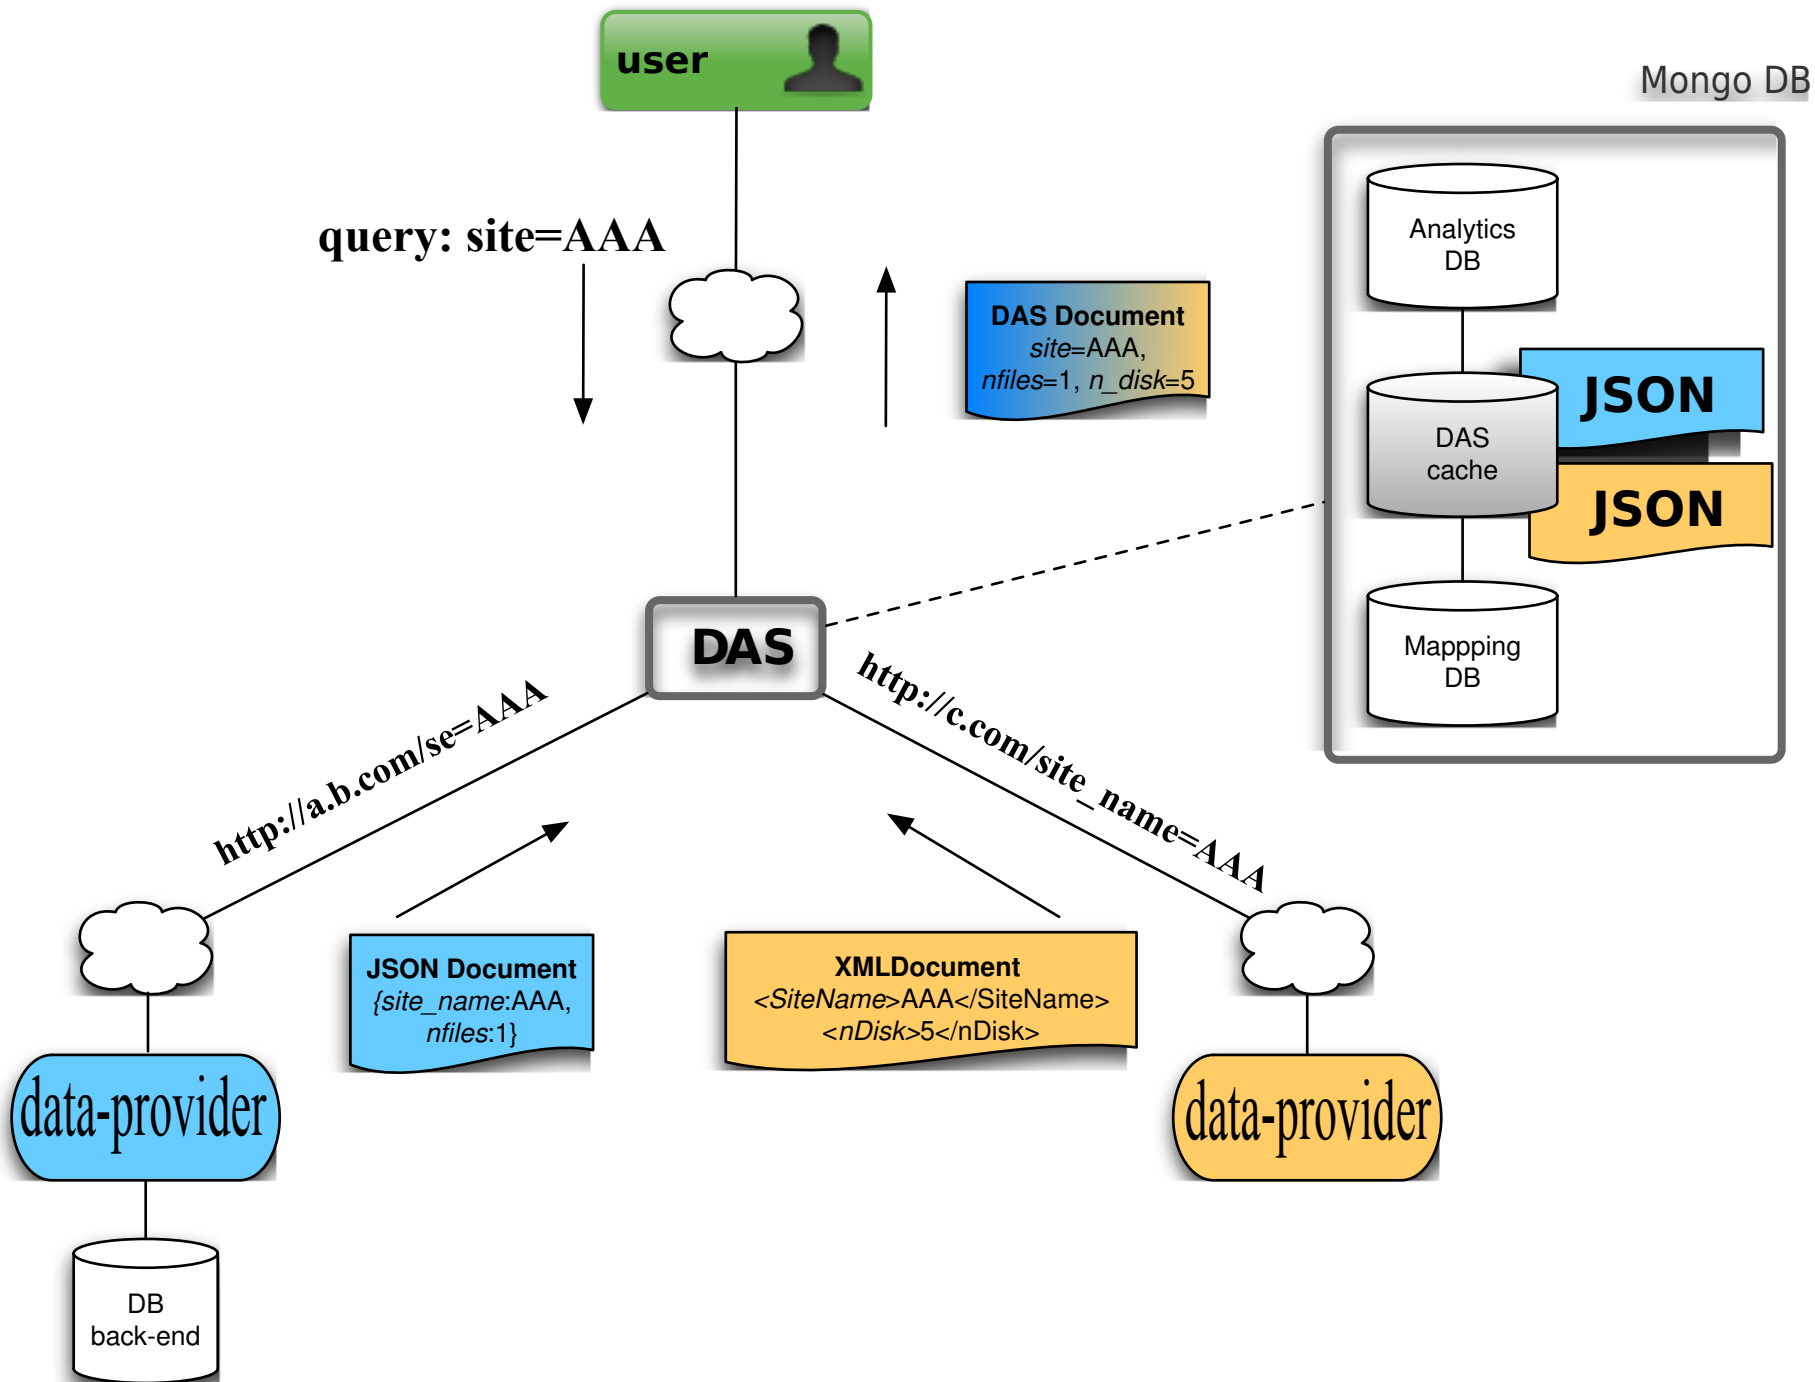 user
Mongo DB
query: site=AAA
Analytics
DB
DAS Document
site=AAA,
nfiles=1, n_disk=5
JSON
DAS
cache
JSON
DAS
Mappping
DB
http://a.b.com/se=AAA
http://c.com/site_name=AAA
JSON Document
{site_name:AAA,
nfiles:1}
XMLDocument
<SiteName>AAA</SiteName>
<nDisk>5</nDisk>
data-provider
data-provider
DB
back-end